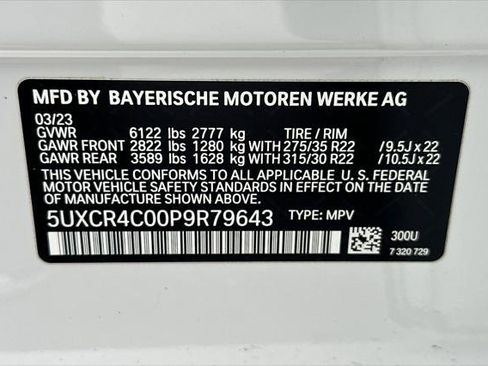 MFD BY BAYERISCHE MOTOREN WERKE AG
03/23
GVWR 6122 lbs 2777 kg TIRE / RIM
GAWR FRONT 2822 lbs 1280 kg WITH 275/35 R22 /9.5J x 22
GAWR REAR 3589 lbs 1628 kg WITH 315/30 R22 /10.5J x 22
THIS VEHICLE CONFORMS TO ALL APPLICABLE U. S. FEDERAL
MOTOR VEHICLE SAFETY STANDARDS IN EFFECT ON THE DATE
OF MANUFACTURE SHOWN ABOVE.
5UXCR4C00P9R79643 TYPE: MPV
300U
7 320 729